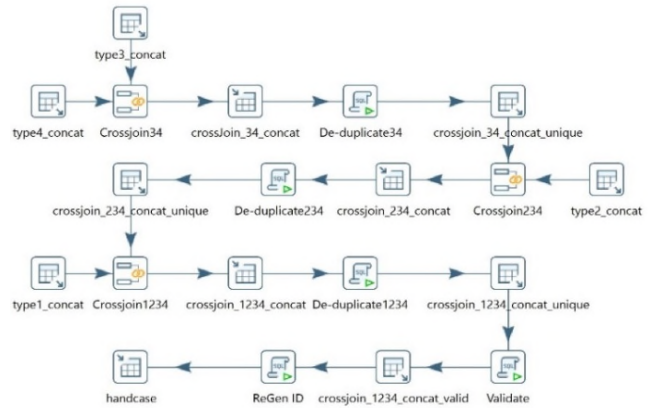 type3_concat
type4_concat
Crossjoin34
crossJoin_34_concat
De-duplicate34
crossjoin_34_concat_unique
crossjoin_234_concat_unique
De-duplicate234
crossjoin_234_concat
Crossjoin234
type2_concat
type1_concat
Crossjoin1234
crossjoin_1234_concat
De-duplicate1234
crossjoin_1234_concat_unique
handcase
ReGen ID
crossjoin_1234_concat_valid
Validate